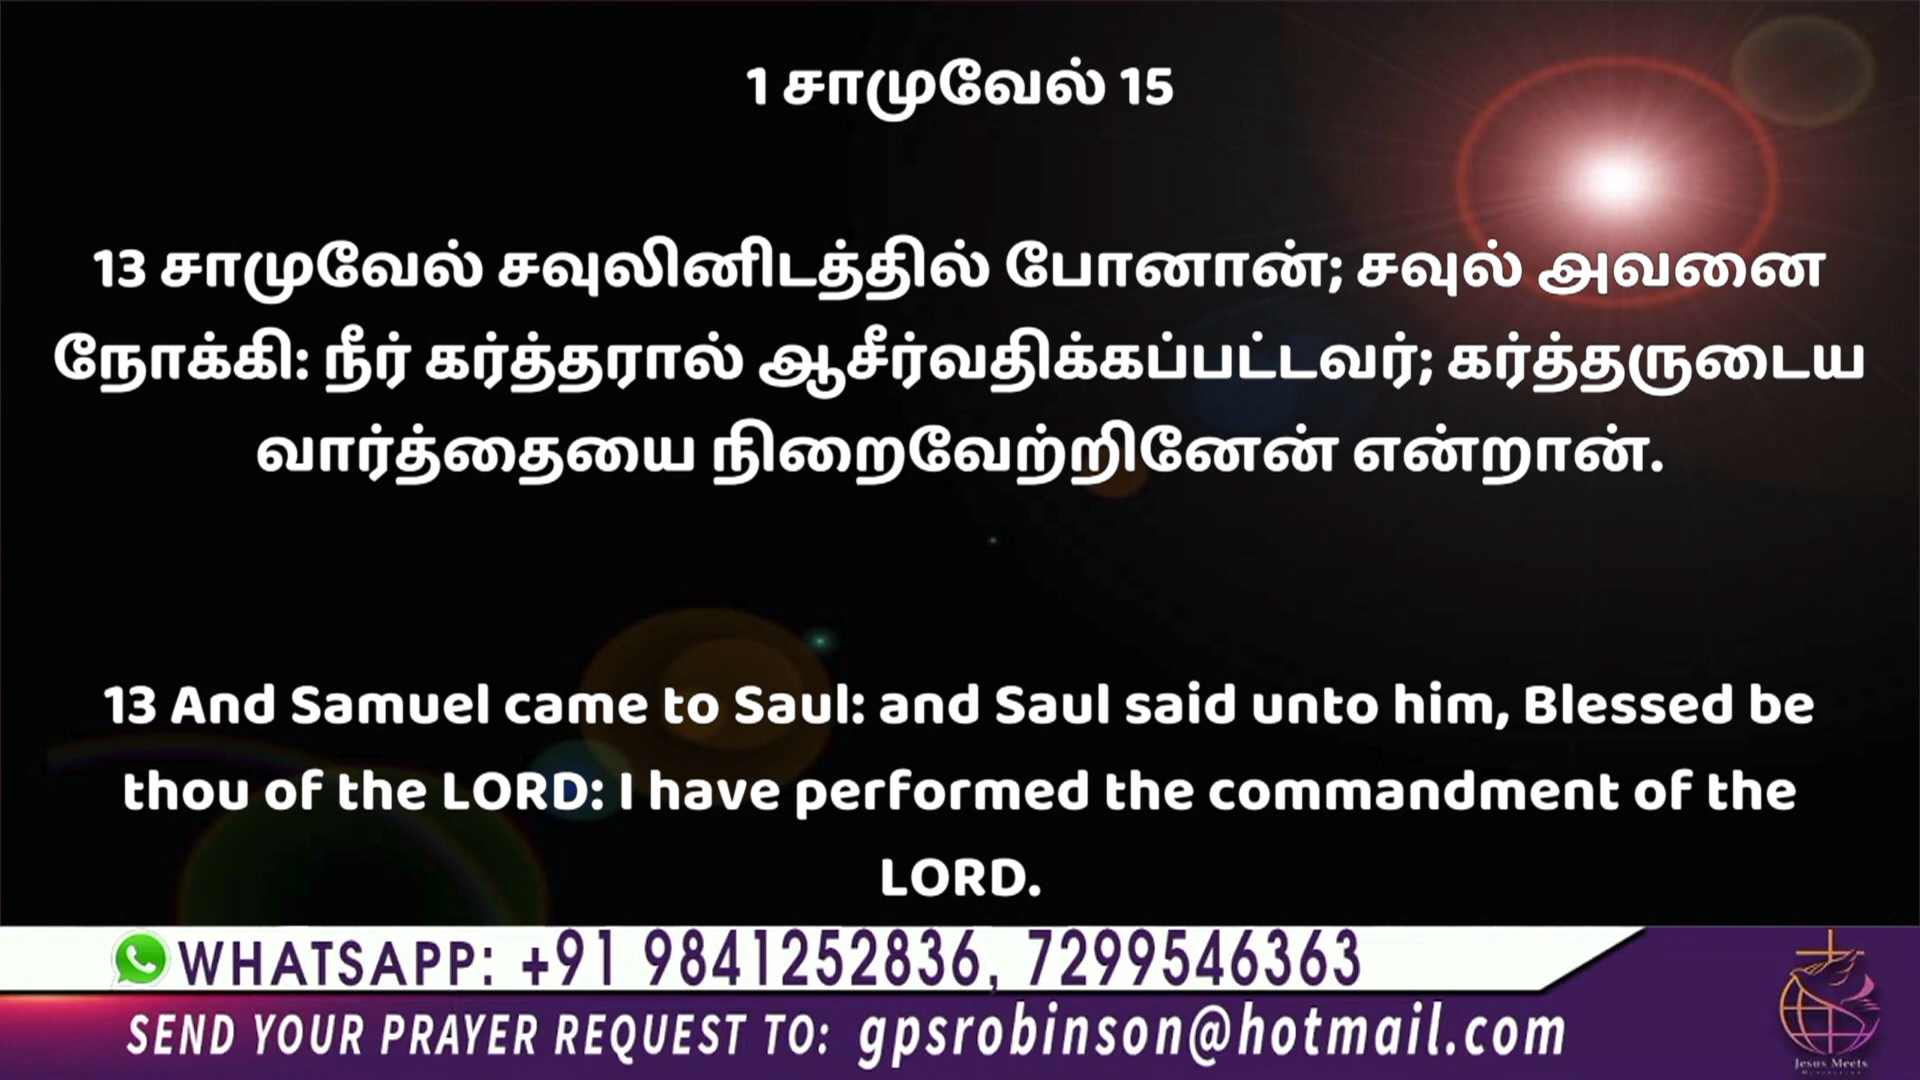 1 சாமுவேல் 15
13 சாமுவேல் சவுலினிடத்தில் போனான்; சவுல் அவனை
நோக்கி: நீர் கர்த்தரால் ஆசீர்வதிக்கப்பட்டவர்; கர்த்தருடைய
வார்த்தையை நிறைவேற்றினேன் என்றான்.
13 And Samuel came to Saul: and Saul said unto him, Blessed be
thou of the LORD: I have performed the commandment of the
LORD.
WHATSAPP: +91 9841252836, 7299546363
SEND YOUR PRAYER REQUEST TO: gpsrobinson@hotmail.com
Jesus Meets